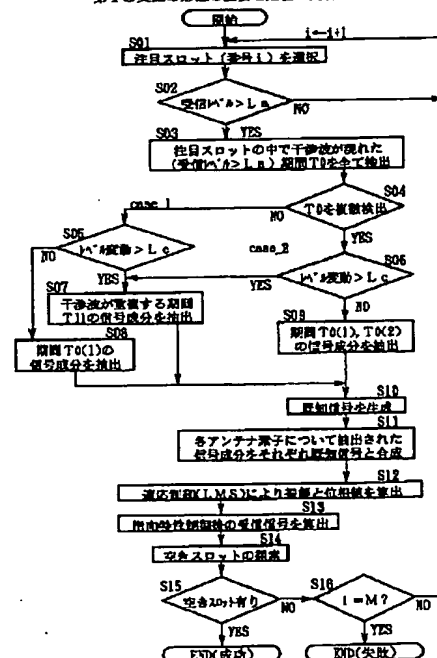 開始
i←i+1
S01
注目スロット(番号i)を選択
S02
受信レベル>La
NO
YES
S03
注目スロットの中で干渉波が現れた
(受信レベル>La)期間T0を全て検出
S04
T0を複数検出
NO
YES
case_1
S05
レベル変動>Lc
NO
YES
case_2
S06
レベル変動>Lc
YES
NO
S07
干渉波が重複する期間
T11の信号成分を抽出
S08
期間T0(1)の
信号成分を抽出
S09
期間T0(1), T0(2)
の信号成分を抽出
S10
既知信号を生成
S11
各アンテナ素子について抽出された
信号成分をそれぞれ既知信号と合成
S12
適応制御(LMS)により振幅と位相値を算出
S13
指向特性制御後の受信信号を算出
S14
空きスロットの探索
S15
空きスロット有り
NO
YES
S16
i=M?
NO
YES
END(成功)
END(失敗)